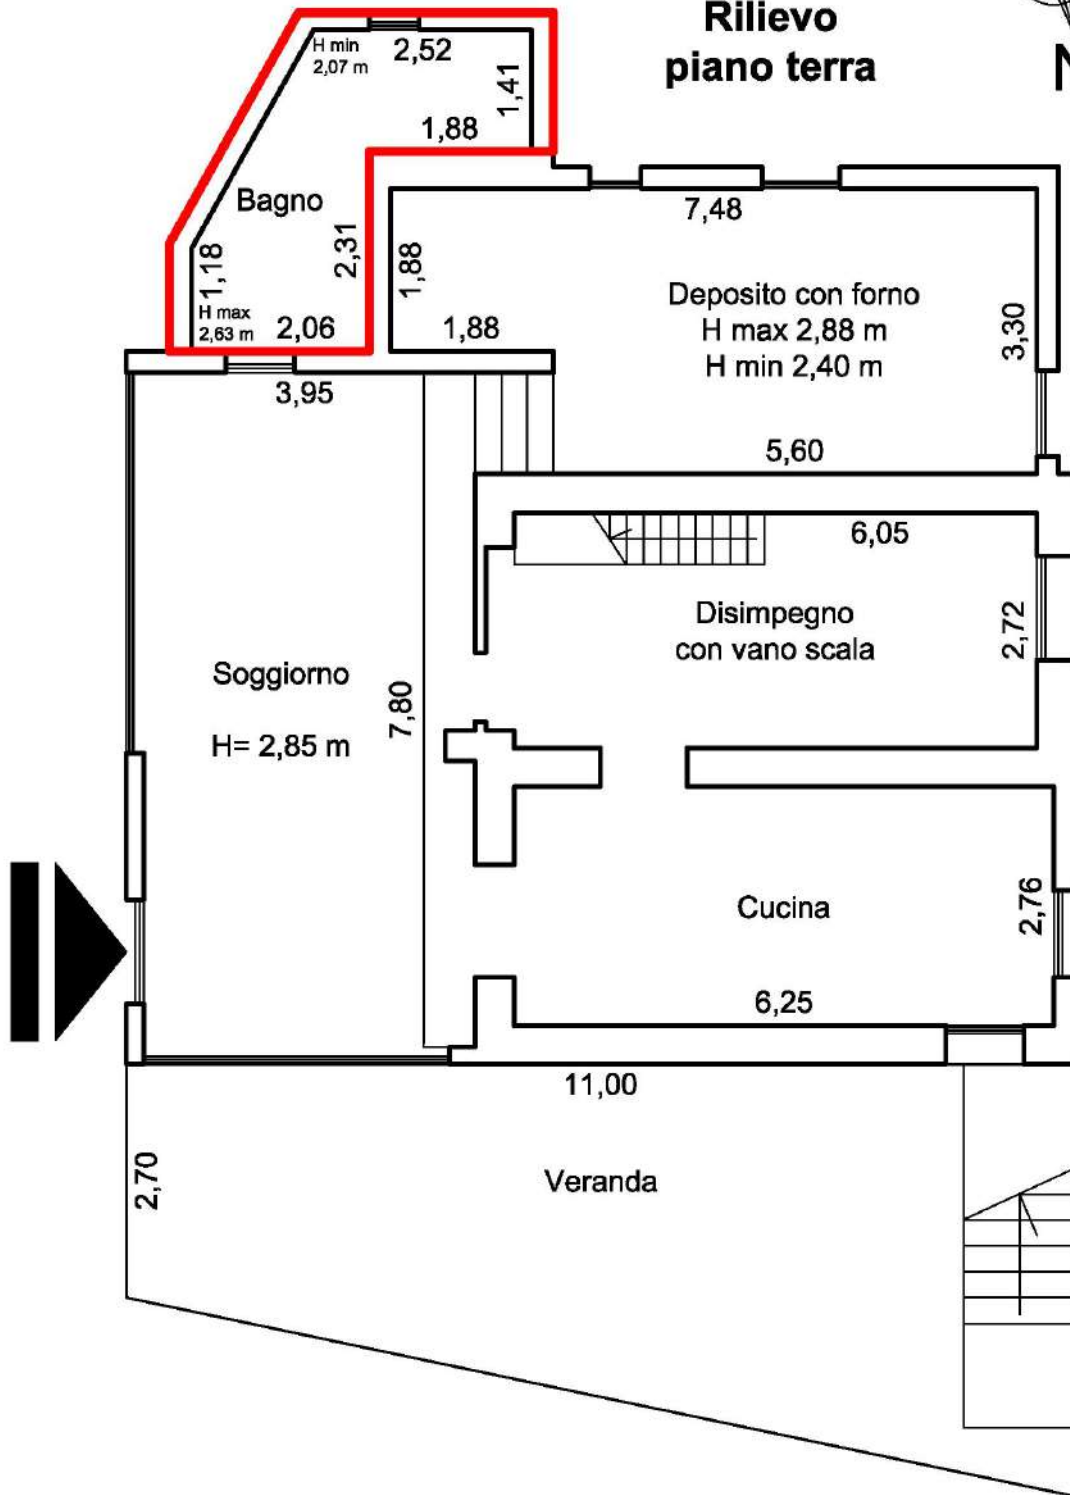 Rilievo
piano terra
N
H min
2,07 m
2,52
1,41
1,88
Bagno
2,31
1,18
H max
2,63 m
2,06
1,88
1,88
7,48
Deposito con forno
H max 2,88 m
H min 2,40 m
3,30
3,95
5,60
6,05
Disimpegno
con vano scala
2,72
Soggiorno
H= 2,85 m
7,80
Cucina
2,76
6,25
11,00
2,70
Veranda